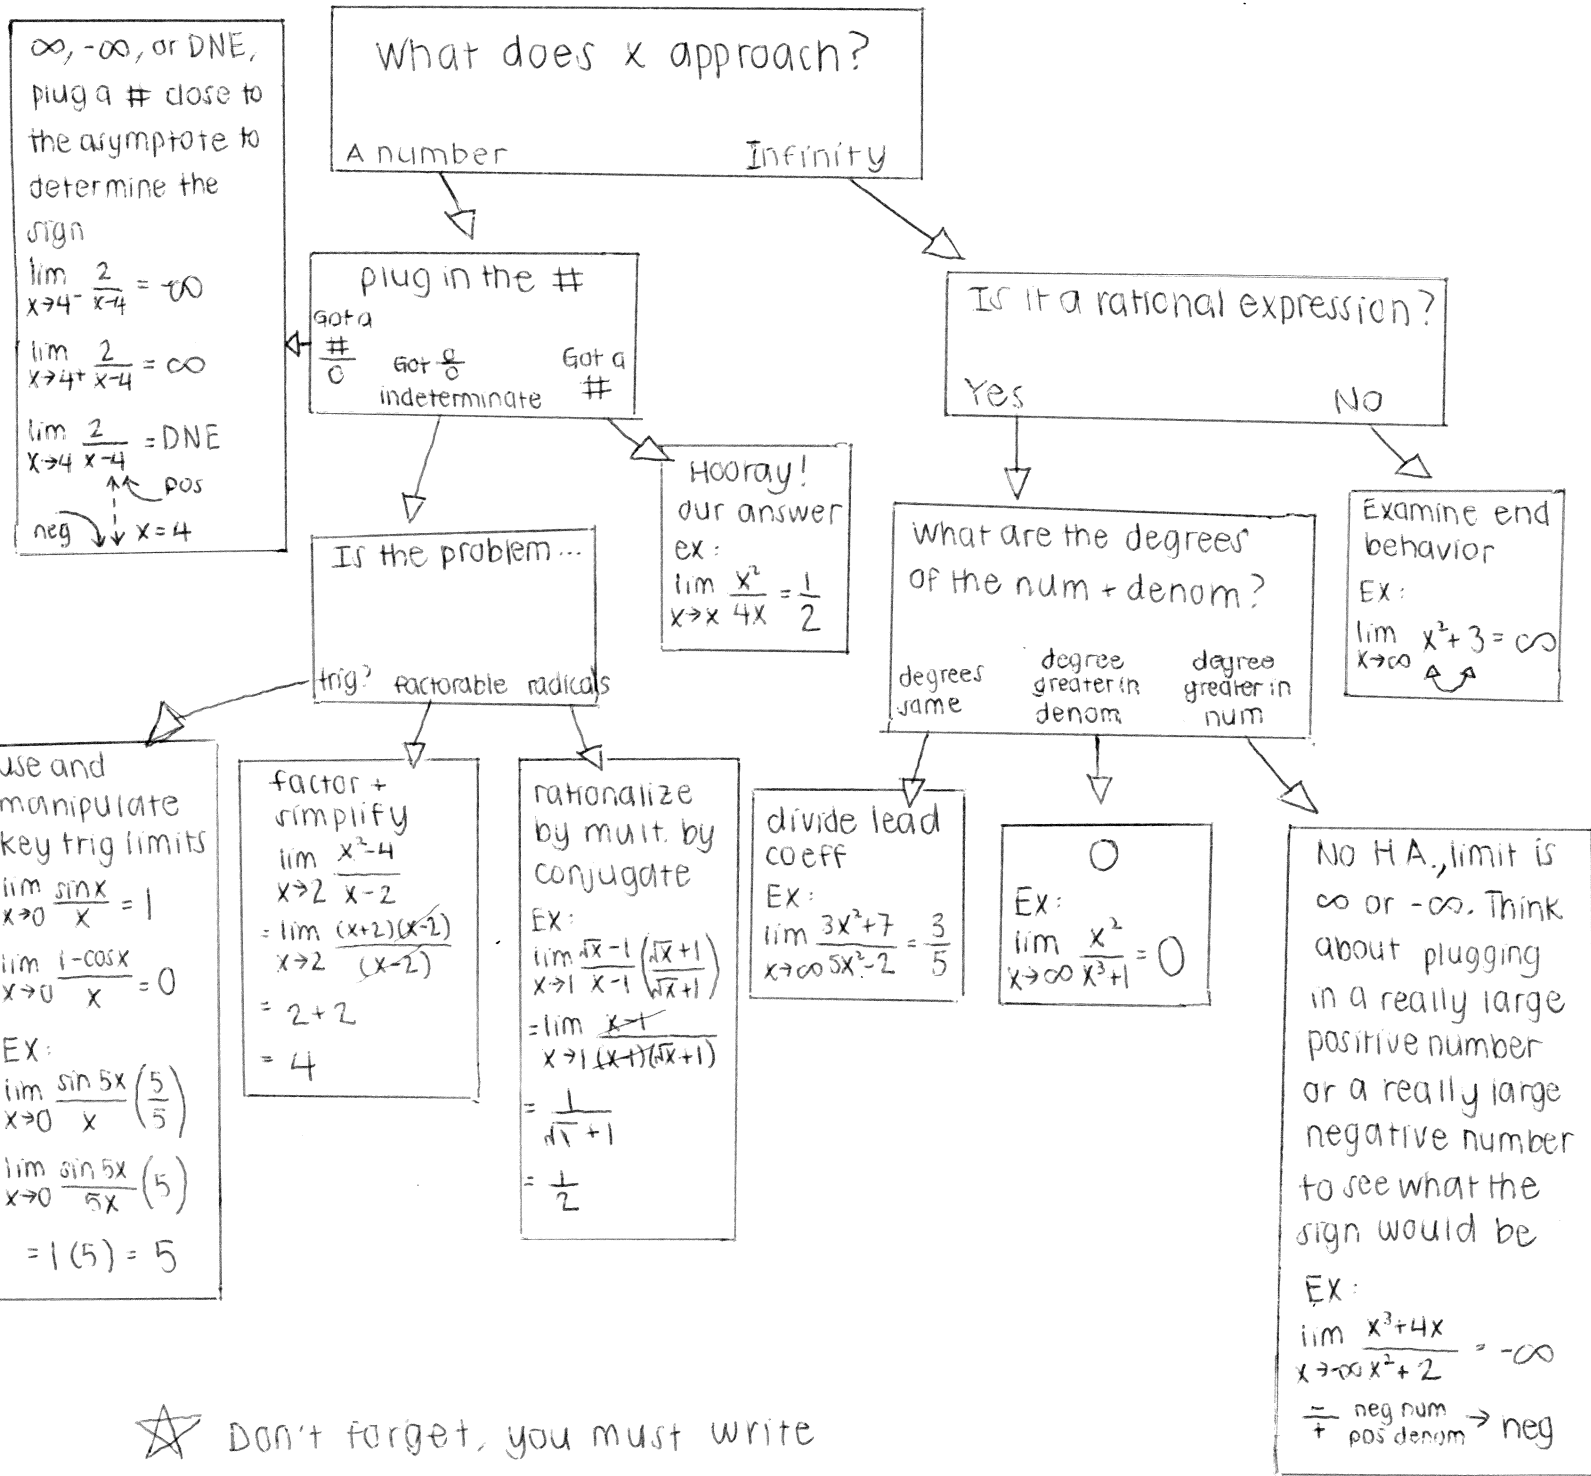 What does x approach?
A number
Infinity
∞, -∞, or DNE,
plug a # close to
the asymptote to
determine the
sign
lim x→4⁻ 2/(x-4) = -∞
lim x→4⁺ 2/(x-4) = ∞
lim x→4 2/(x-4) = DNE
pos
neg x=4
plug in the #
Got a
#/0
Got 0/0
indeterminate
Got a
#
Is it a rational expression?
Yes
No
Hooray!
our answer
ex:
lim x→x x²/4x = 1/2
Is the problem...
trig?
factorable
radicals
What are the degrees
of the num + denom?
degrees
same
degree
greater in
denom
degree
greater in
num
Examine end
behavior
EX:
lim x→∞ x²+3 = ∞
use and
manipulate
key trig limits
lim x→0 sinx/x = 1
lim x→0 (1-cosx)/x = 0
EX:
lim x→0 sin 5x/x (5/5)
lim x→0 sin 5x/5x (5)
= 1(5) = 5
factor +
simplify
lim x→2 (x²-4)/(x-2)
= lim x→2 (x+2)(x-2)/(x-2)
= 2+2
= 4
rationalize
by mult. by
conjugate
EX:
lim x→1 (√x-1)/(x-1) ((√x+1)/(√x+1))
= lim x→1 (x-1)/((x-1)(√x+1))
= 1/(√1+1)
= 1/2
divide lead
coeff
EX:
lim x→∞ (3x²+7)/(5x²-2) = 3/5
0
EX:
lim x→∞ x²/(x³+1) = 0
No H.A., limit is
∞ or -∞. Think
about plugging
in a really large
positive number
or a really large
negative number
to see what the
sign would be
EX:
lim x→-∞ (x³+4x)/(x²+2) = -∞
-/+ neg num
pos denom → neg
☆ Don't forget, you must write